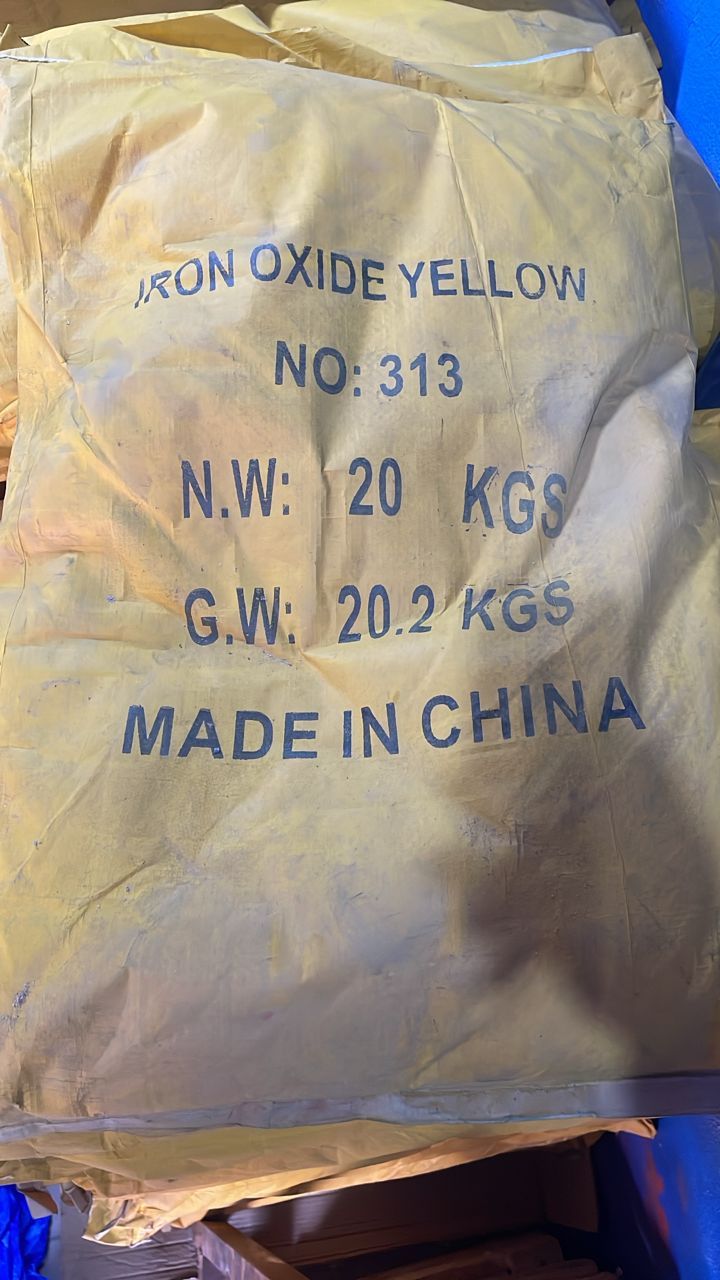 IRON OXIDE YELLOW
NO: 313
N.W: 20 KGS
G.W: 20.2 KGS
MADE IN CHINA